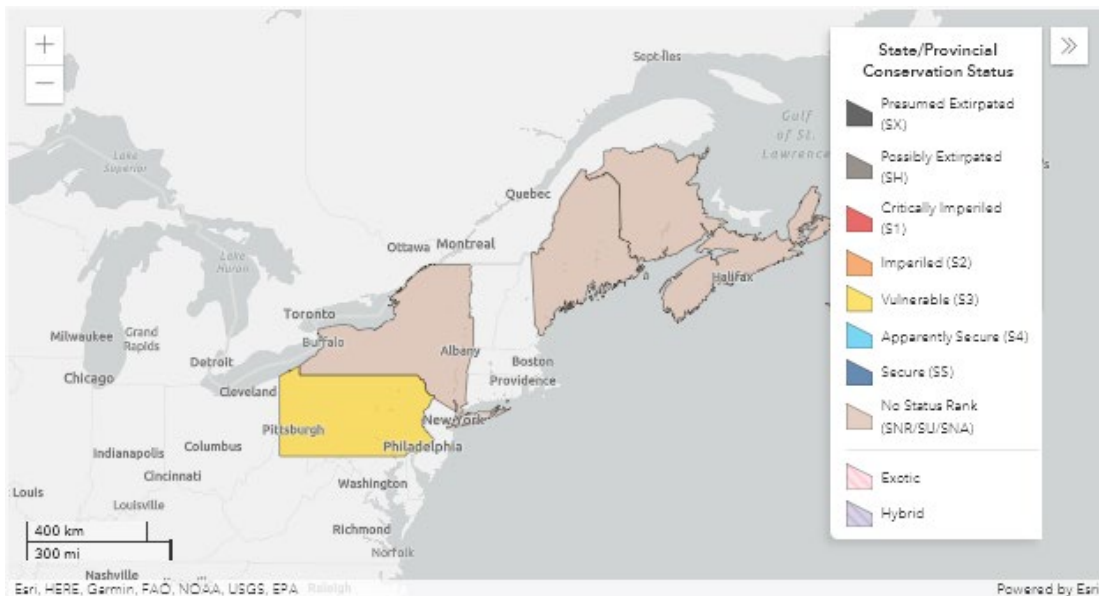 +
−
Sept-Îles
Gulf
of St.
Lawrence
Lake
Superior
Quebec
Ottawa
Montreal
Lake
Huron
Halifax
Toronto
Milwaukee
Grand
Rapids
Buffalo
Albany
Detroit
Boston
Chicago
Providence
Cleveland
New York
Pittsburgh
Columbus
Philadelphia
Indianapolis
Cincinnati
Washington
Louis
Louisville
Richmond
Norfolk
Nashville
Raleigh
400 km
300 mi
State/Provincial
Conservation Status
Presumed Extirpated
(SX)
Possibly Extirpated
(SH)
Critically Imperiled
(S1)
Imperiled (S2)
Vulnerable (S3)
Apparently Secure (S4)
Secure (S5)
No Status Rank
(SNR/SU/SNA)
Exotic
Hybrid
Esri, HERE, Garmin, FAO, NOAA, USGS, EPA
Powered by Esri